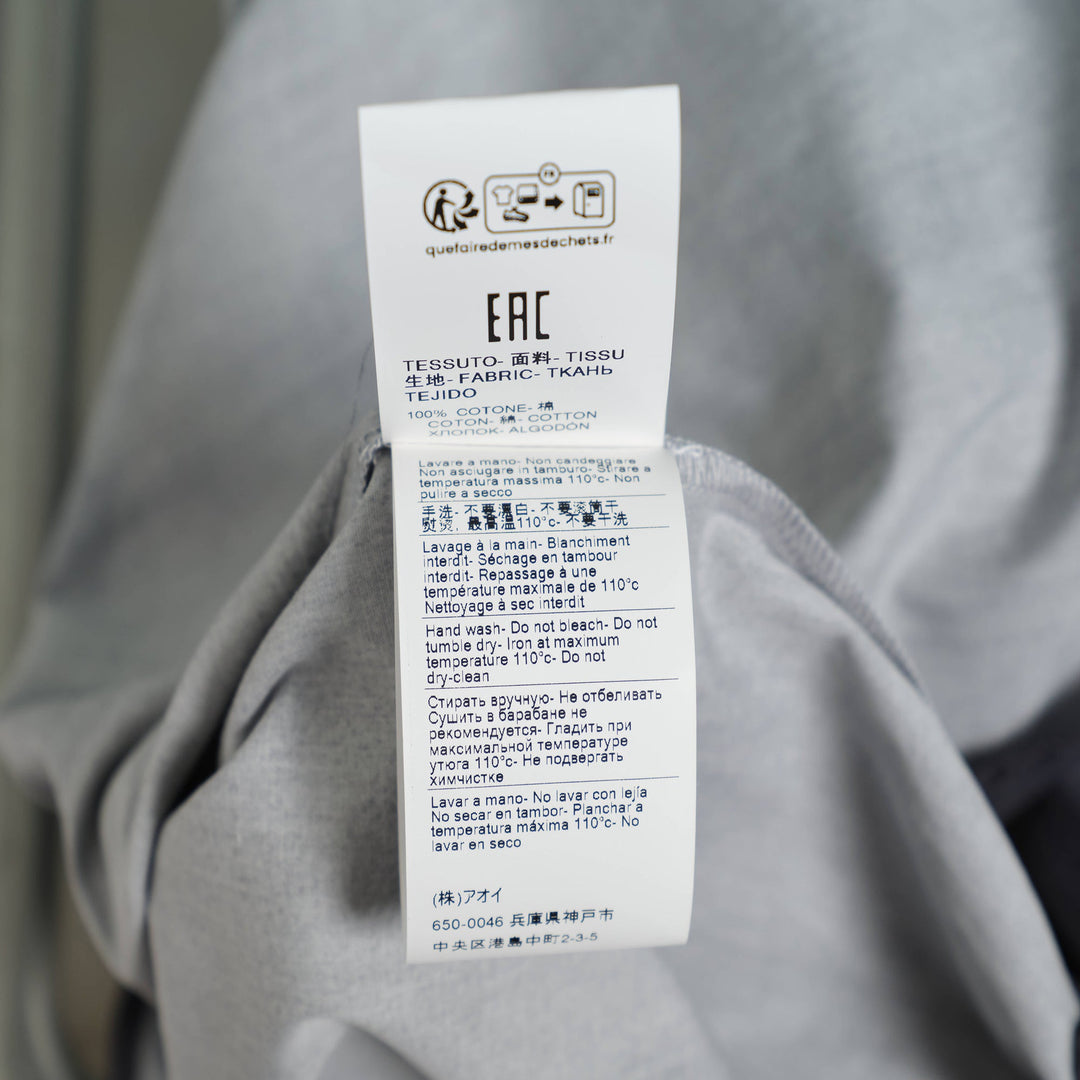 FR
quefairedemesdechets.fr
EAC
TESSUTO- 面料- TISSU
生地- FABRIC- ТКАНЬ
TEJIDO
100% COTONE- 棉
COTON- 綿- COTTON
ХЛОПОК- ALGODÓN
Lavare a mano- Non candeggiare
Non asciugare in tamburo- Stirare a
temperatura massima 110°c- Non
pulire a secco
手洗- 不要漂白- 不要滚筒干
熨烫, 最高温110°c- 不要干洗
Lavage à la main- Blanchiment
interdit- Séchage en tambour
interdit- Repassage à une
température maximale de 110°c
Nettoyage à sec interdit
Hand wash- Do not bleach- Do not
tumble dry- Iron at maximum
temperature 110°c- Do not
dry-clean
Стирать вручную- Не отбеливать
Сушить в барабане не
рекомендуется- Гладить при
максимальной температуре
утюга 110°c- Не подвергать
химчистке
Lavar a mano- No lavar con lejía
No secar en tambor- Planchar a
temperatura máxima 110°c- No
lavar en seco
(株)アオイ
650-0046 兵庫県神戸市
中央区港島中町2-3-5